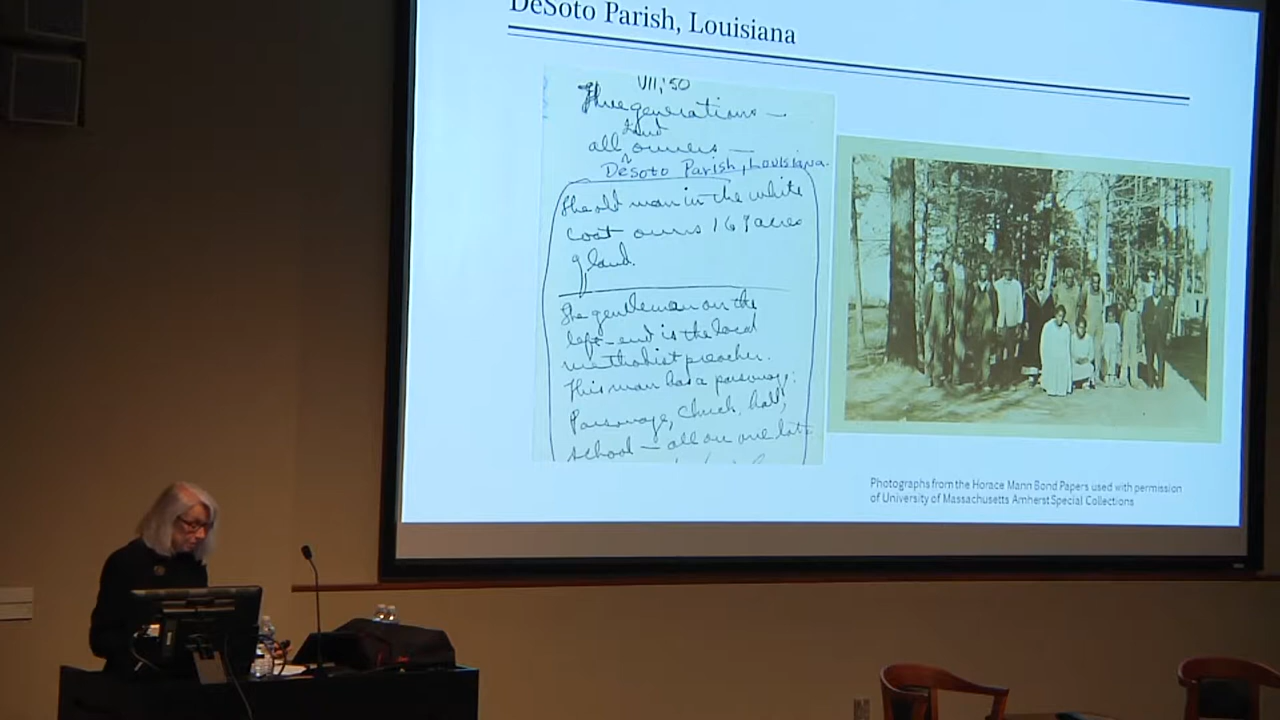 DeSoto Parish, Louisiana
VII, '50
Three generations —
land
all owners —
DeSoto Parish, Louisiana.
The old man in the white
coat owns 167 acres
of land.
The gentleman on the
left-end is the local
methodist preacher.
This man has a parsonage:
Parsonage, church, hall,
school — all on one lot
Photographs from the Horace Mann Bond Papers used with permission
of University of Massachusetts Amherst Special Collections